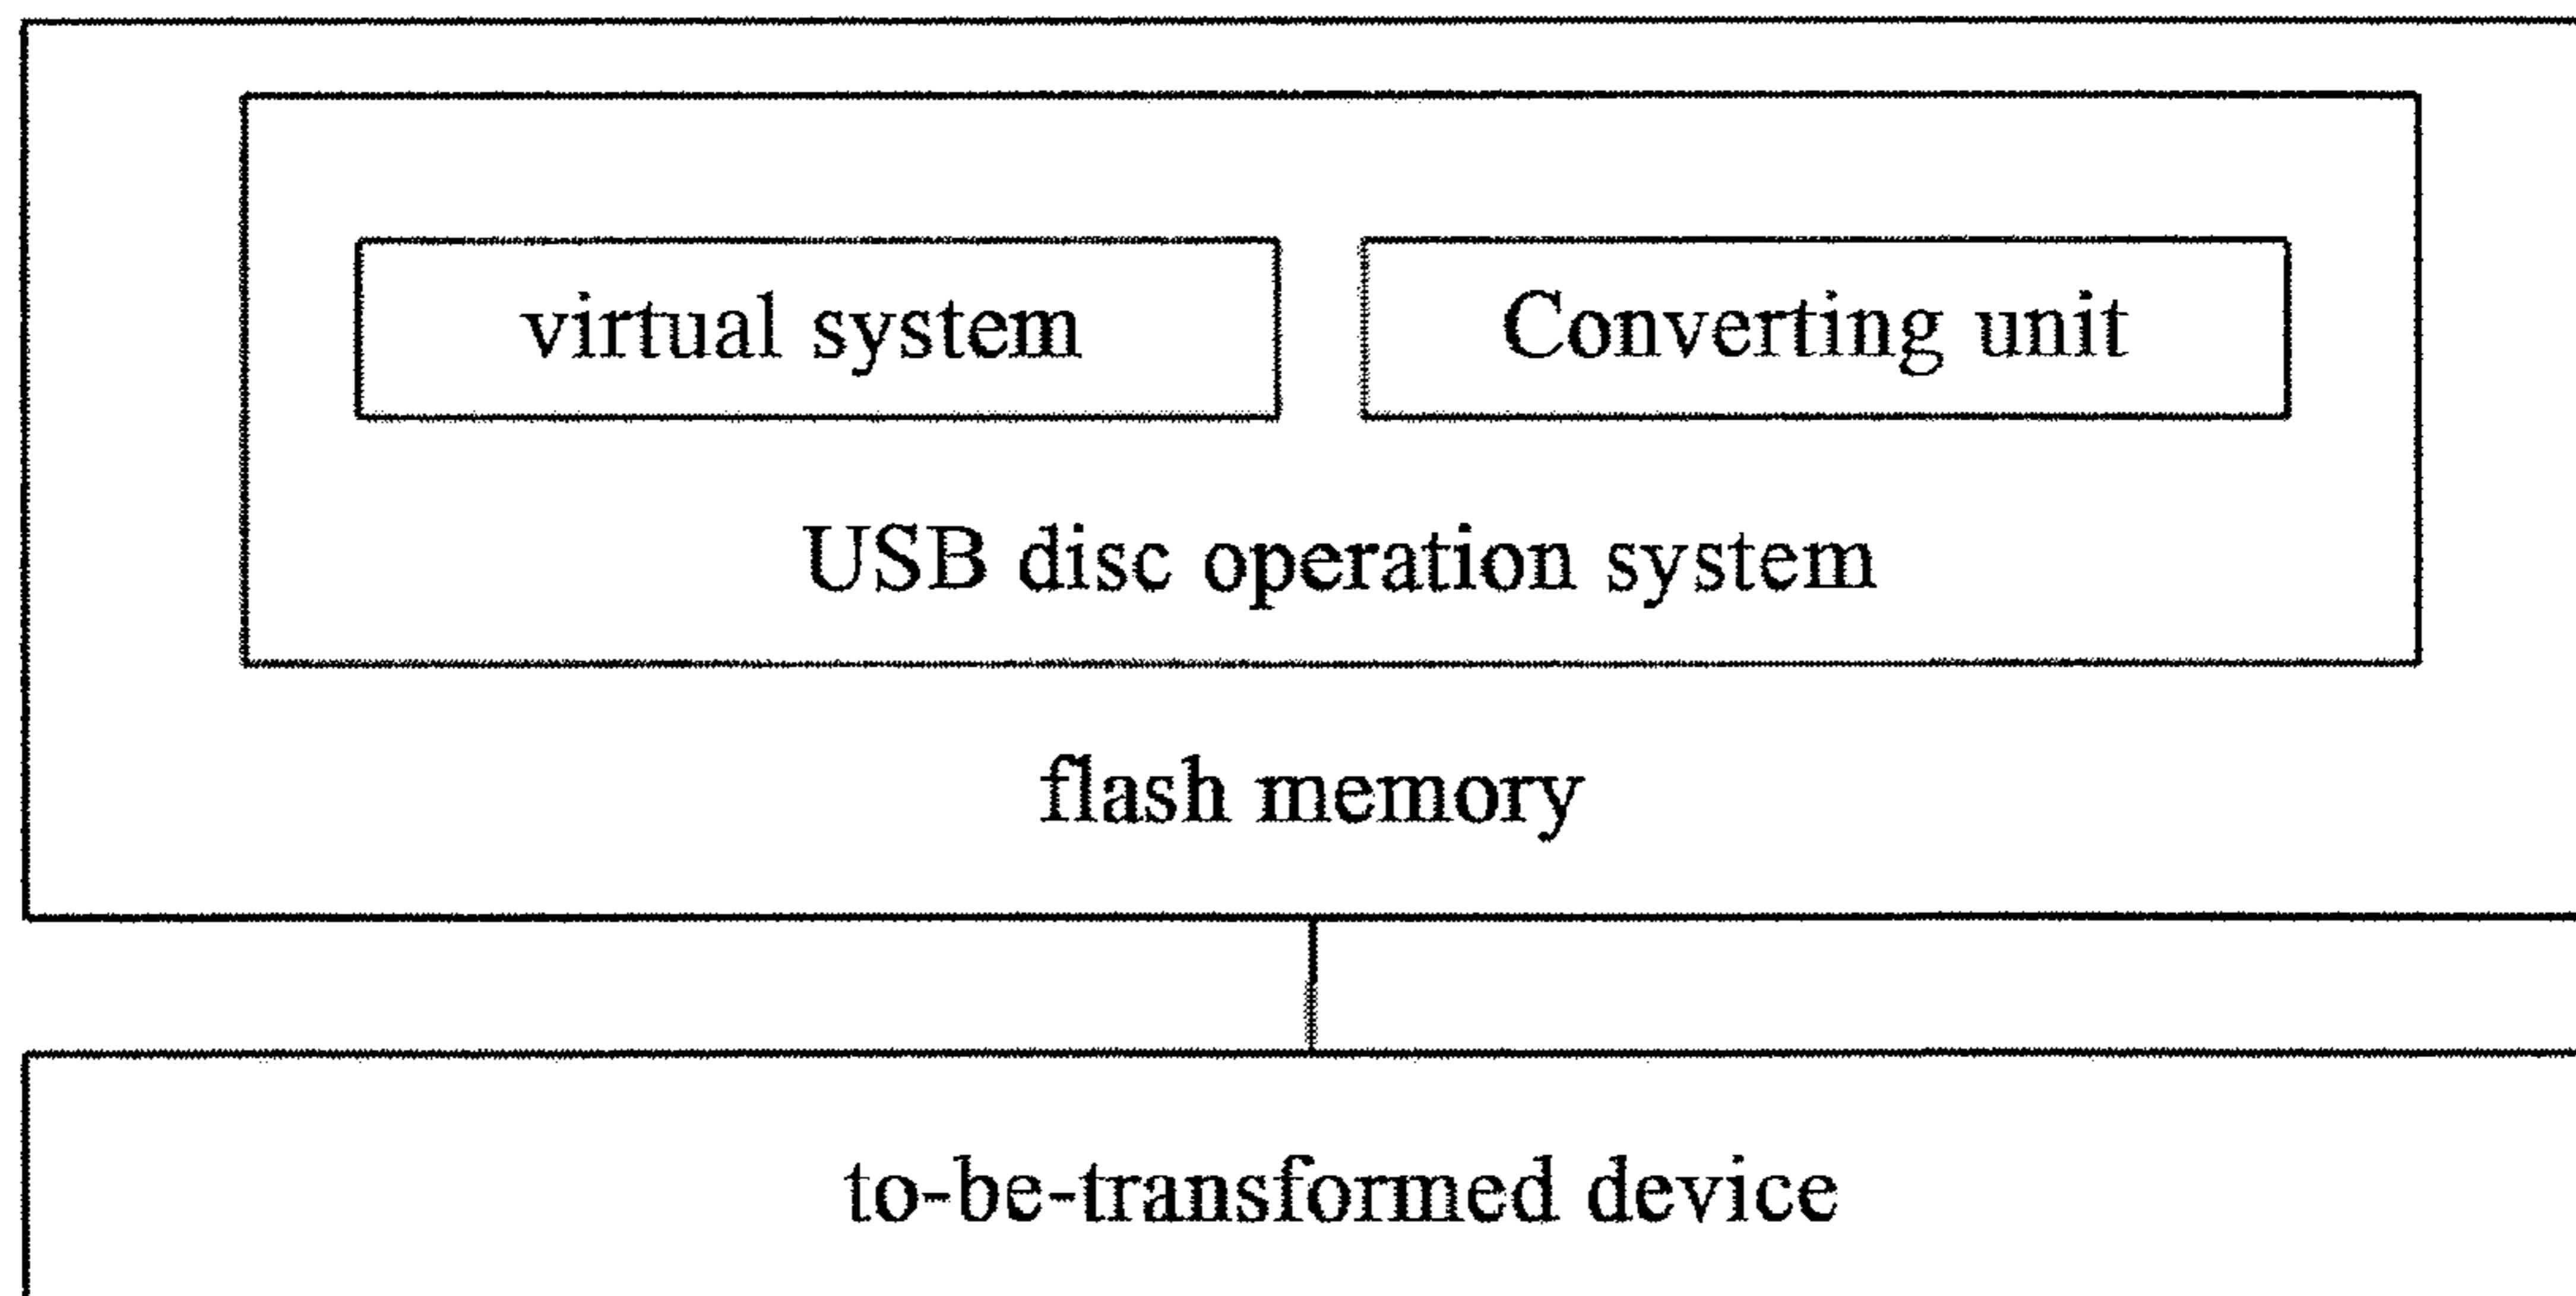 virtual system Converting unit
USB disc operation system
flash memory
to-be-transformed device